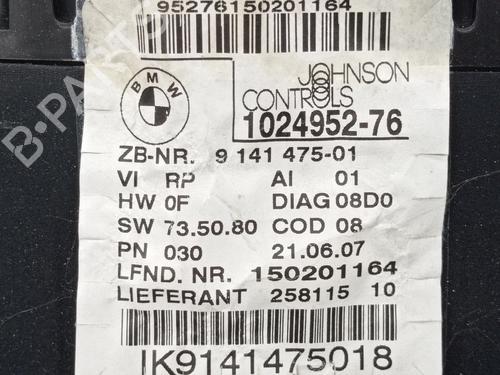 95276150201164
BMW
JOHNSON
CONTROLS
1024952-76
ZB-NR. 9 141 475-01
VI RP AI 01
HW 0F DIAG 08D0
SW 73.50.80 COD 08
PN 030 21.06.07
LFND. NR. 150201164
LIEFERANT 258115 10
IK9141475018
B-PARTS